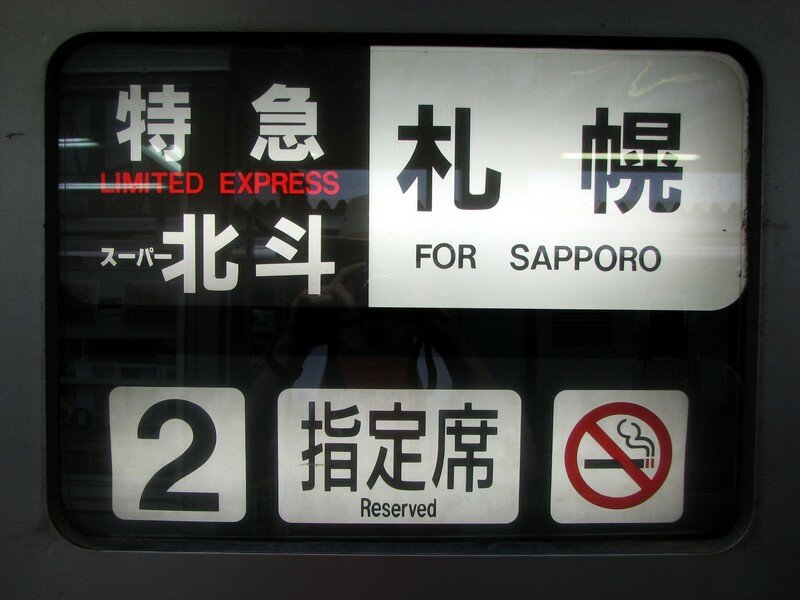 特急
LIMITED EXPRESS
スーパー北斗
札幌
FOR SAPPORO
2
指定席
Reserved